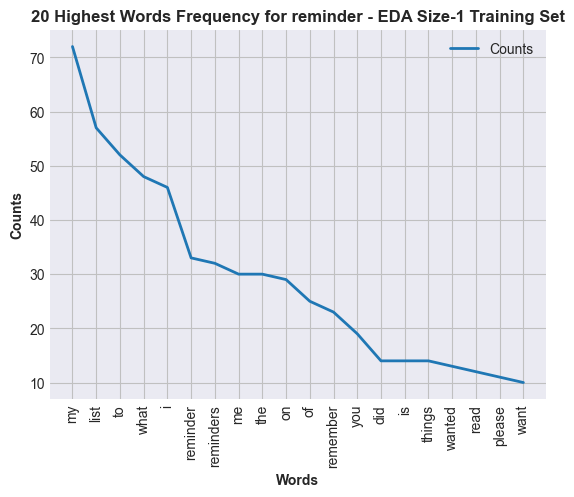 20 Highest Words Frequency for reminder - EDA Size-1 Training Set
Counts
70
60
50
40
30
20
10
Counts
my
list
to
what
i
reminder
reminders
me
the
on
of
remember
you
did
is
things
wanted
read
please
want
Words